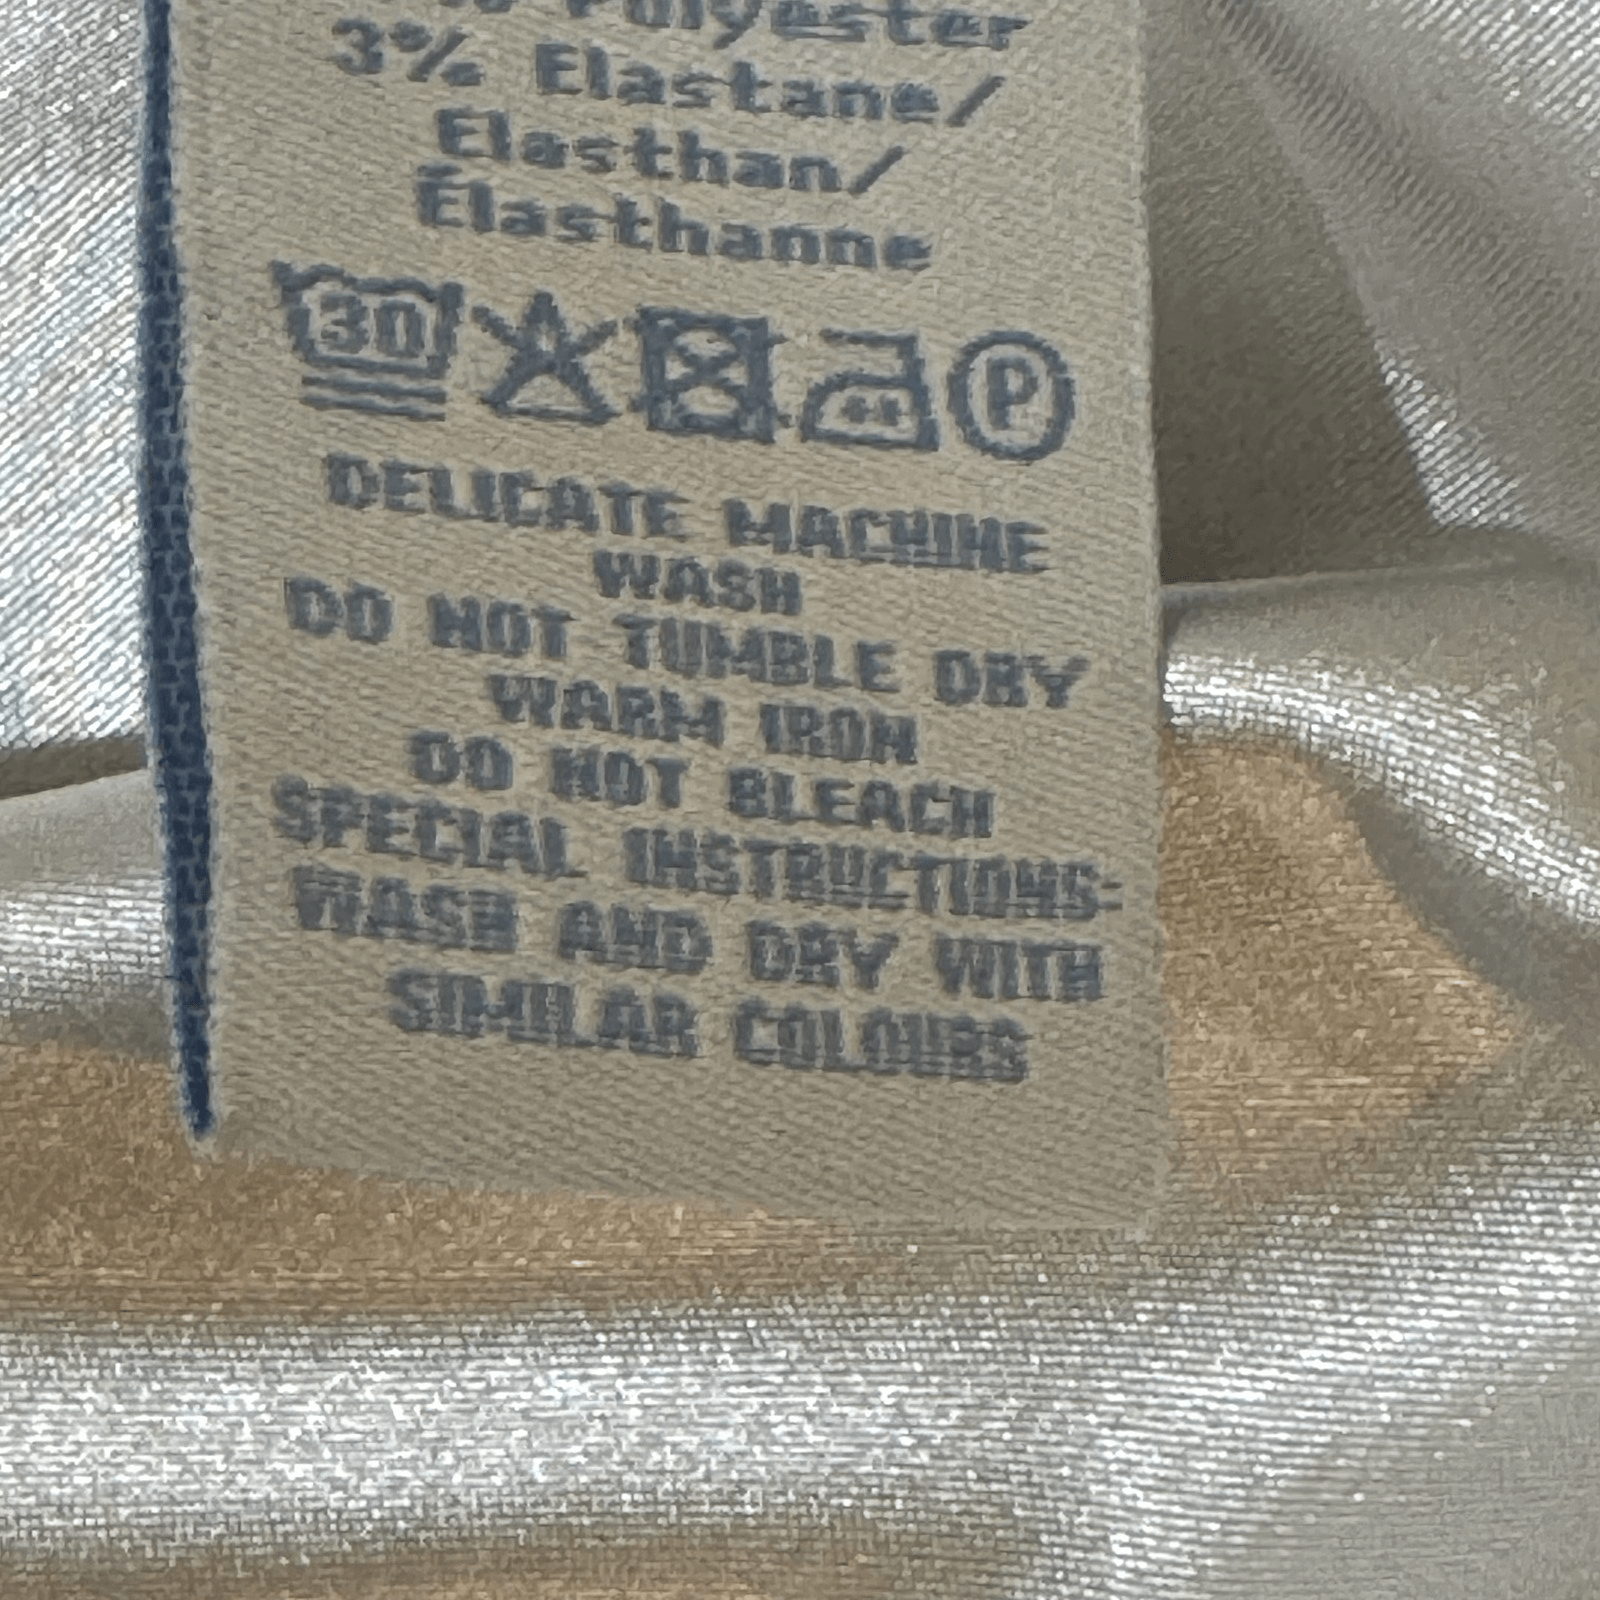 Polyester
3% Elastane/
Elasthan/
Élasthanne
30
P
DELICATE MACHINE
WASH
DO NOT TUMBLE DRY
WARM IRON
DO NOT BLEACH
SPECIAL INSTRUCTIONS:
WASH AND DRY WITH
SIMILAR COLOURS